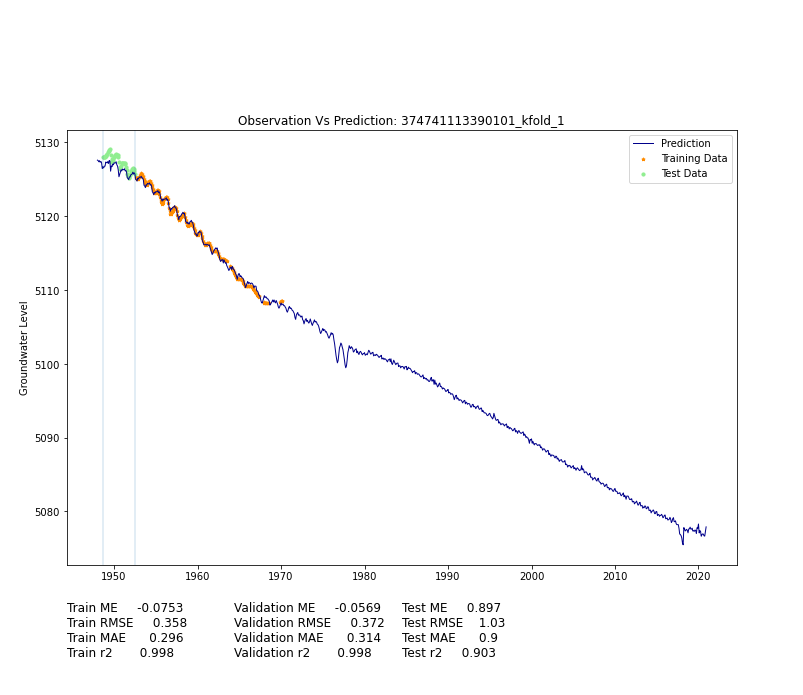 Observation Vs Prediction: 374741113390101_kfold_1
Prediction
Training Data
Test Data
Groundwater Level
5130
5120
5110
5100
5090
5080
1950 1960 1970 1980 1990 2000 2010 2020
Train ME -0.0753 Validation ME -0.0569 Test ME 0.897
Train RMSE 0.358 Validation RMSE 0.372 Test RMSE 1.03
Train MAE 0.296 Validation MAE 0.314 Test MAE 0.9
Train r2 0.998 Validation r2 0.998 Test r2 0.903